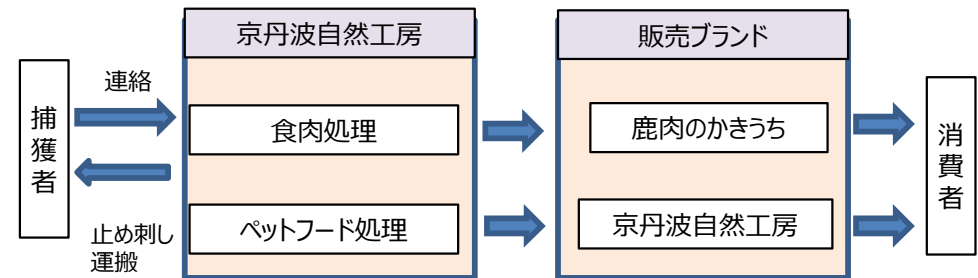 京丹波自然工房
販売ブランド
連絡
捕獲者
食肉処理
鹿肉のかきうち
消費者
ペットフード処理
京丹波自然工房
止め刺し
運搬